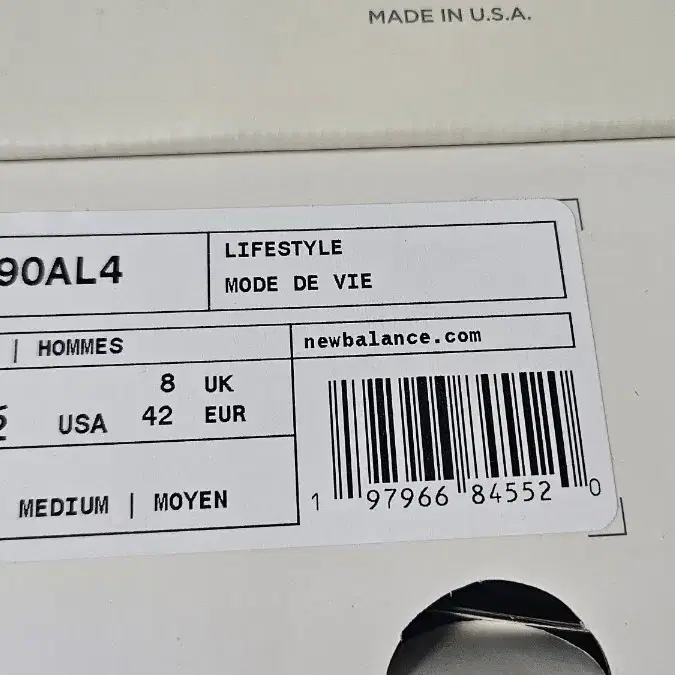 MADE IN U.S.A.
90AL4
LIFESTYLE
MODE DE VIE
| HOMMES
newbalance.com
8 UK
USA 42 EUR
MEDIUM | MOYEN
1 97966 84552 0